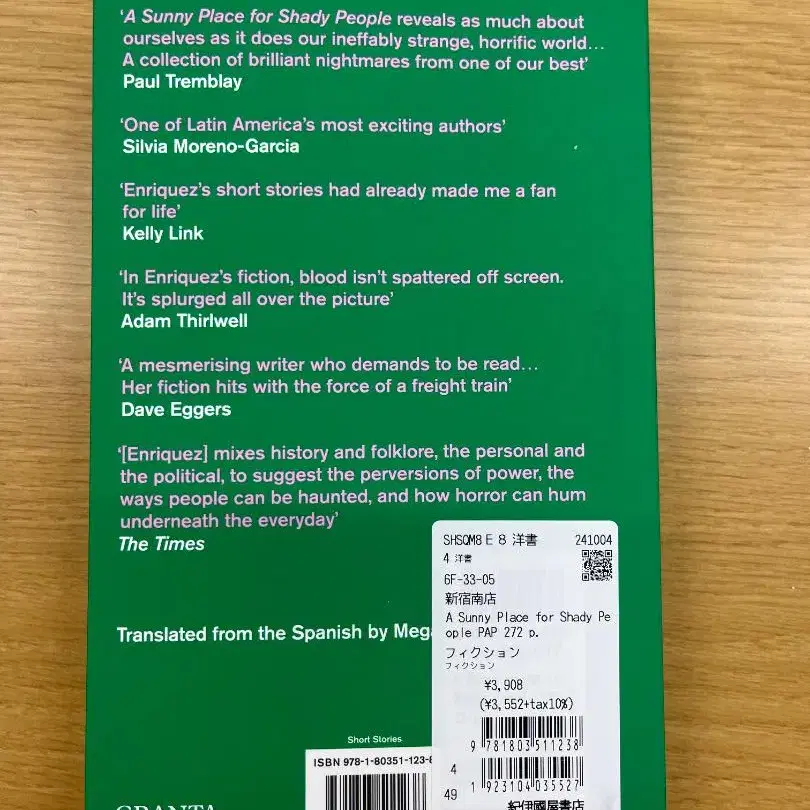 ‘A Sunny Place for Shady People reveals as much about
ourselves as it does our ineffably strange, horrific world...
A collection of brilliant nightmares from one of our best’
Paul Tremblay
‘One of Latin America’s most exciting authors’
Silvia Moreno-Garcia
‘Enriquez’s short stories had already made me a fan
for life’
Kelly Link
‘In Enriquez’s fiction, blood isn’t spattered off screen.
It’s splurged all over the picture’
Adam Thirlwell
‘A mesmerising writer who demands to be read...
Her fiction hits with the force of a freight train’
Dave Eggers
‘[Enriquez] mixes history and folklore, the personal and
the political, to suggest the perversions of power, the
ways people can be haunted, and how horror can hum
underneath the everyday’
The Times
Translated from the Spanish by
Short Stories
ISBN 978-1-80351-123-8
GRANTA
SHSQM8 E 8 洋書 241004
4 洋書
6F-33-05
新宿南店
A Sunny Place for Shady Pe
ople PAP 272 p.
フィクション
フィクション
¥3,908
(¥3,552+tax10%)
9 781803 511238
4
1 923104 035527
49
紀伊國屋書店